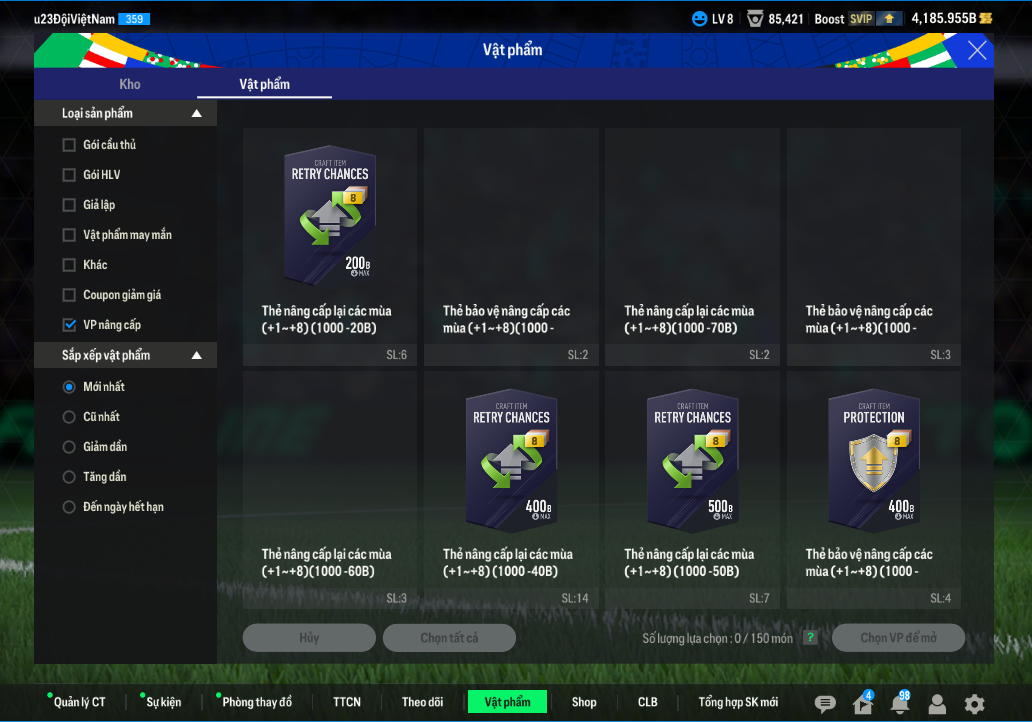 u23ĐộiViệtNam 359
LV 8 85,421 Boost SVIP 4,185.955B
Vật phẩm
Kho Vật phẩm
Loại sản phẩm
Gói cầu thủ
Gói HLV
Giả lập
Vật phẩm may mắn
Khác
Coupon giảm giá
VP nâng cấp
Sắp xếp vật phẩm
Mới nhất
Cũ nhất
Giảm dần
Tăng dần
Đến ngày hết hạn
CRAFT ITEM
RETRY CHANCES
8
200B
MAX
Thẻ nâng cấp lại các mùa
(+1~+8) (1000 -20B)
SL:6
Thẻ bảo vệ nâng cấp các
mùa (+1~+8)(1000 -
SL:2
Thẻ nâng cấp lại các mùa
(+1~+8) (1000 -70B)
SL:2
Thẻ bảo vệ nâng cấp các
mùa (+1~+8)(1000 -
SL:3
Thẻ nâng cấp lại các mùa
(+1~+8)(1000 -60B)
SL:3
CRAFT ITEM
RETRY CHANCES
8
400B
MAX
Thẻ nâng cấp lại các mùa
(+1~+8) (1000 -40B)
SL:14
CRAFT ITEM
RETRY CHANCES
8
500B
MAX
Thẻ nâng cấp lại các mùa
(+1~+8) (1000 -50B)
SL:7
CRAFT ITEM
PROTECTION
8
400B
MAX
Thẻ bảo vệ nâng cấp các
mùa (+1~+8) (1000 -
SL:4
Hủy Chọn tất cả Số lượng lựa chọn : 0 / 150 món ? Chọn VP để mở
Quản lý CT Sự kiện Phòng thay đồ TTCN Theo dõi Vật phẩm Shop CLB Tổng hợp SK mới 4 98